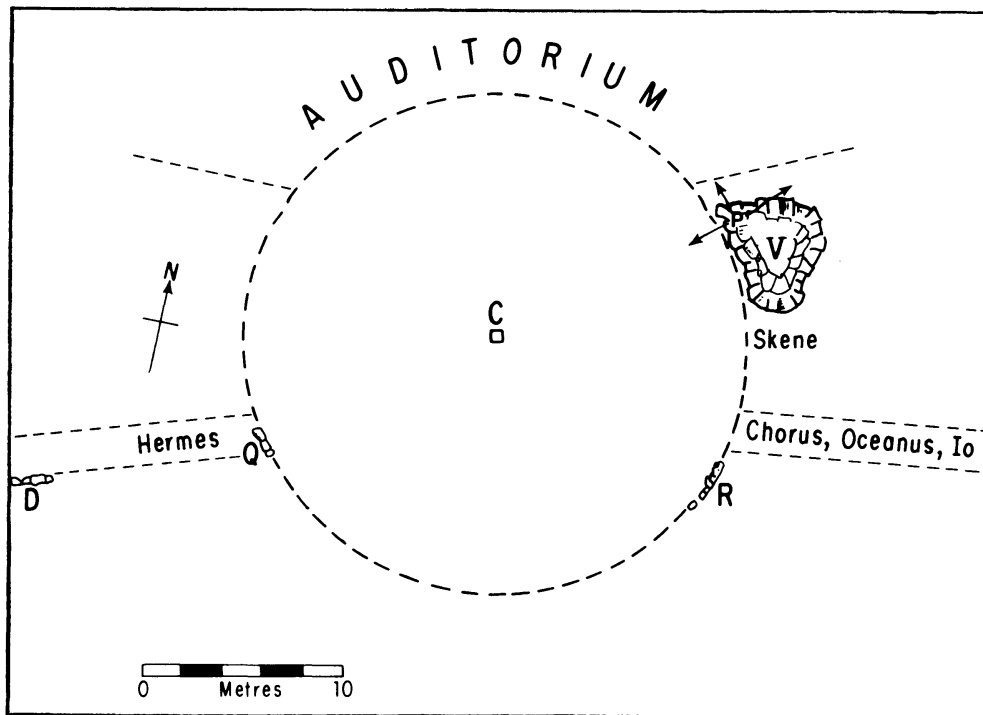 AUDITORIUM
P
V
N
C
Skene
Hermes
Chorus, Oceanus, Io
Q
D
R
0 Metres 10